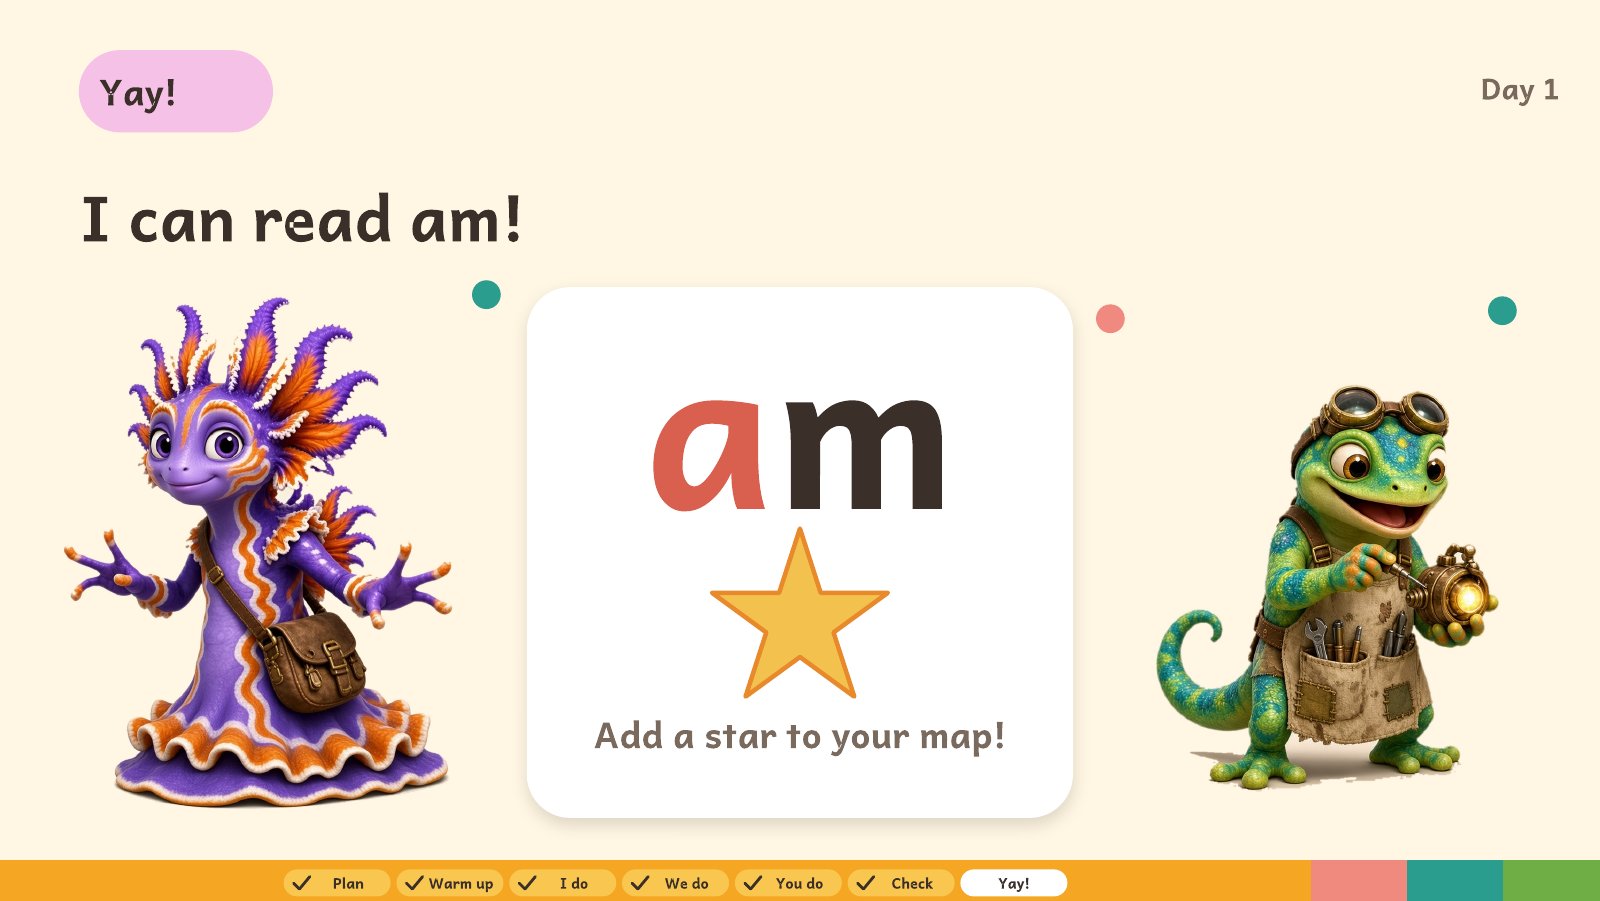 Yay!
Day 1
I can read am!
am
Add a star to your map!
Plan
Warm up
I do
We do
You do
Check
Yay!